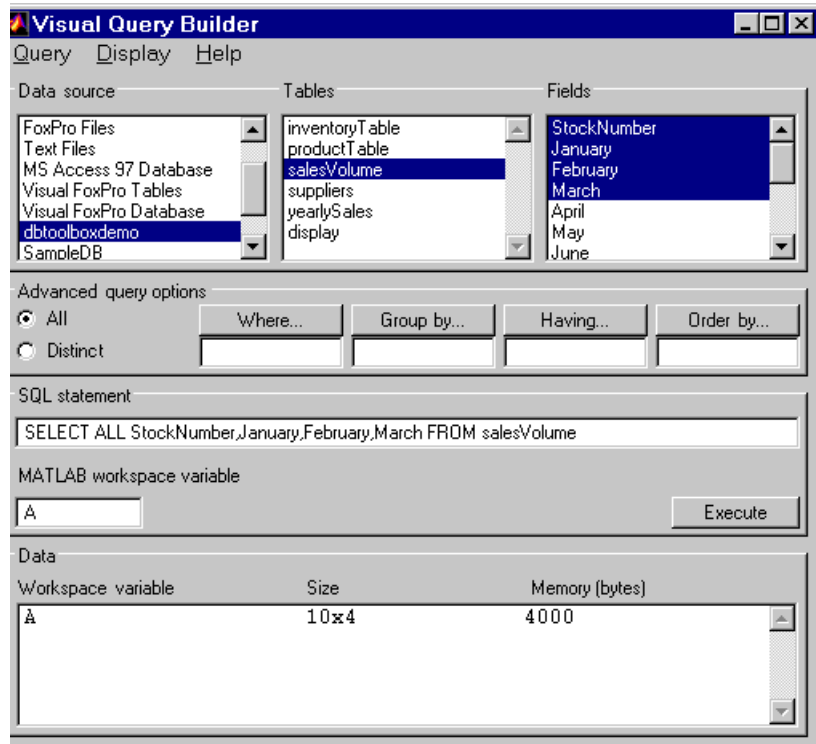 Visual Query Builder
Query Display Help
Data source
FoxPro Files
Text Files
MS Access 97 Database
Visual FoxPro Tables
Visual FoxPro Database
dbtoolboxdemo
SampleDB
Tables
inventoryTable
productTable
salesVolume
suppliers
yearlySales
display
Fields
StockNumber
January
February
March
April
May
June
Advanced query options
All
Distinct
Where...
Group by...
Having...
Order by...
SQL statement
SELECT ALL StockNumber,January,February,March FROM salesVolume
MATLAB workspace variable
A
Execute
Data
Workspace variable Size Memory (bytes)
A 10x4 4000